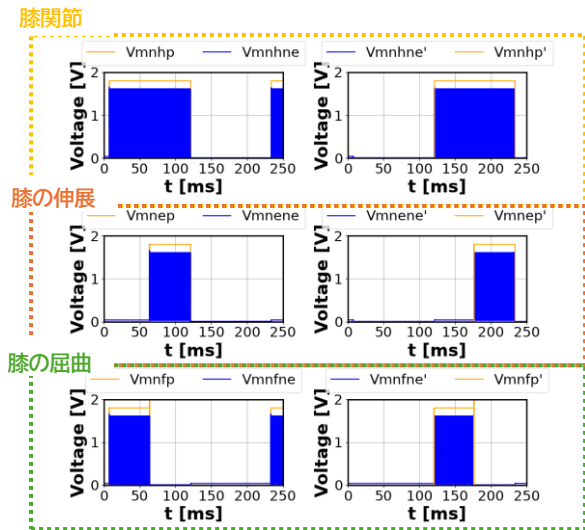 膝関節
Vmnhp Vmnhne Vmnhne' Vmnhp'
Voltage [V] 2 1 0 Voltage [V] 2 1 0
0 50 100 150 200 250 0 50 100 150 200 250
t [ms] t [ms]
膝の伸展
Vmnep Vmnene Vmnene' Vmnep'
Voltage [V] 2 1 0 Voltage [V] 2 1 0
0 50 100 150 200 250 0 50 100 150 200 250
t [ms] t [ms]
膝の屈曲
Vmnfp Vmnfne Vmnfne' Vmnfp'
Voltage [V] 2 1 0 Voltage [V] 2 1 0
0 50 100 150 200 250 0 50 100 150 200 250
t [ms] t [ms]